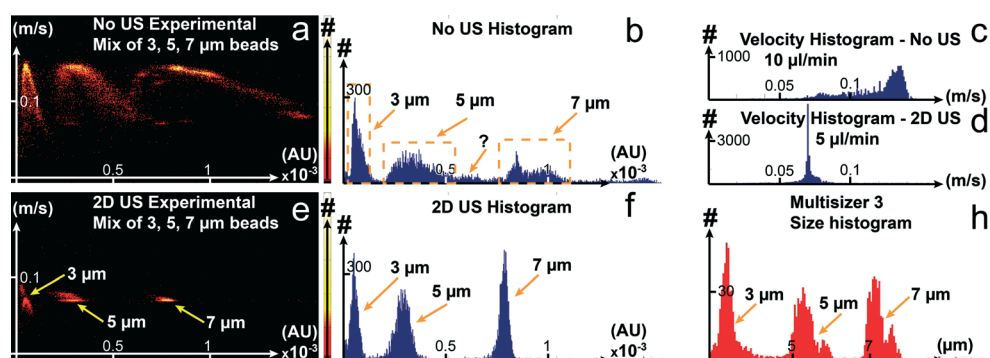 (m/s)
No US Experimental
Mix of 3, 5, 7 µm beads
a
0.1
0.5
1
(AU)
x10-3
#
#
No US Histogram
b
300
3 µm
5 µm
?
7 µm
0.5
1
(AU)
x10-3
#
Velocity Histogram - No US
c
1000
10 µl/min
0.05
0.1
(m/s)
#
Velocity Histogram - 2D US
d
3000
5 µl/min
0.05
0.1
(m/s)
(m/s)
2D US Experimental
Mix of 3, 5, 7 µm beads
e
0.1
3 µm
5 µm
7 µm
0.5
1
(AU)
x10-3
#
#
2D US Histogram
f
300
3 µm
5 µm
7 µm
0.5
1
(AU)
x10-3
#
Multisizer 3
Size histogram
h
30
3 µm
5 µm
7 µm
5
7
(µm)